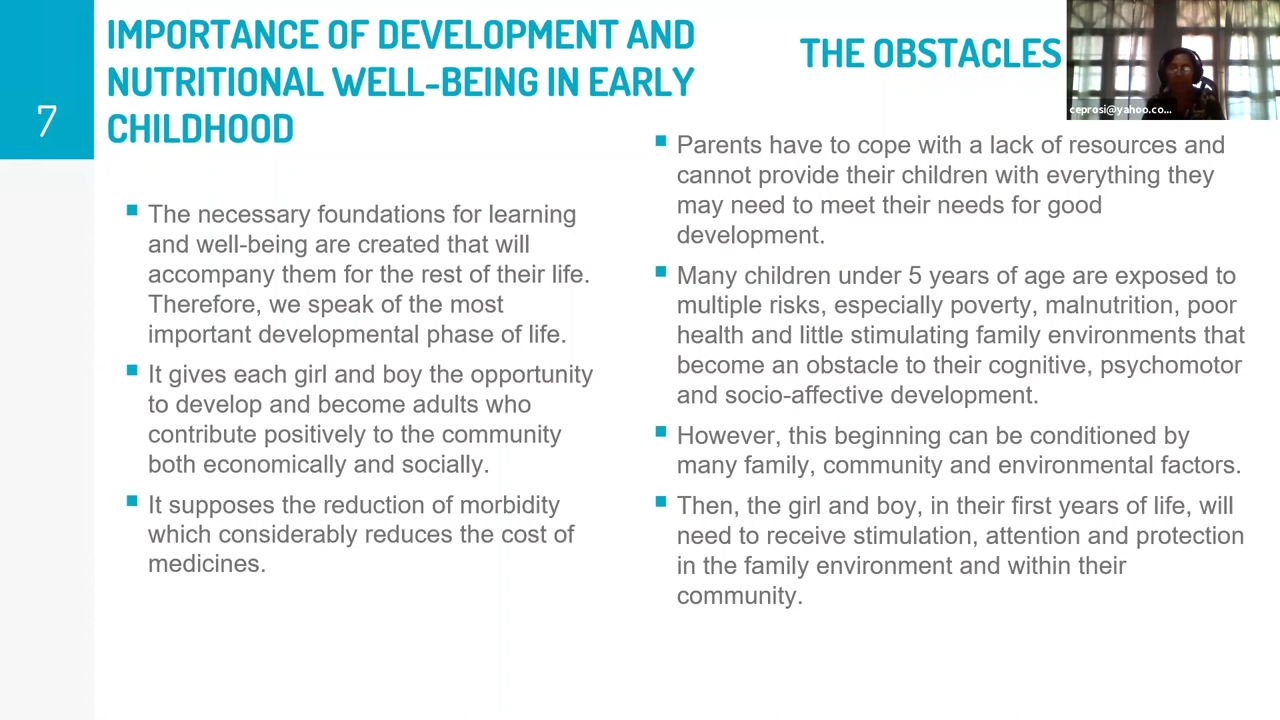 7
IMPORTANCE OF DEVELOPMENT AND
NUTRITIONAL WELL-BEING IN EARLY
CHILDHOOD
The necessary foundations for learning
and well-being are created that will
accompany them for the rest of their life.
Therefore, we speak of the most
important developmental phase of life.
It gives each girl and boy the opportunity
to develop and become adults who
contribute positively to the community
both economically and socially.
It supposes the reduction of morbidity
which considerably reduces the cost of
medicines.
THE OBSTACLES
ceprosi@yahoo.co...
Parents have to cope with a lack of resources and
cannot provide their children with everything they
may need to meet their needs for good
development.
Many children under 5 years of age are exposed to
multiple risks, especially poverty, malnutrition, poor
health and little stimulating family environments that
become an obstacle to their cognitive, psychomotor
and socio-affective development.
However, this beginning can be conditioned by
many family, community and environmental factors.
Then, the girl and boy, in their first years of life, will
need to receive stimulation, attention and protection
in the family environment and within their
community.